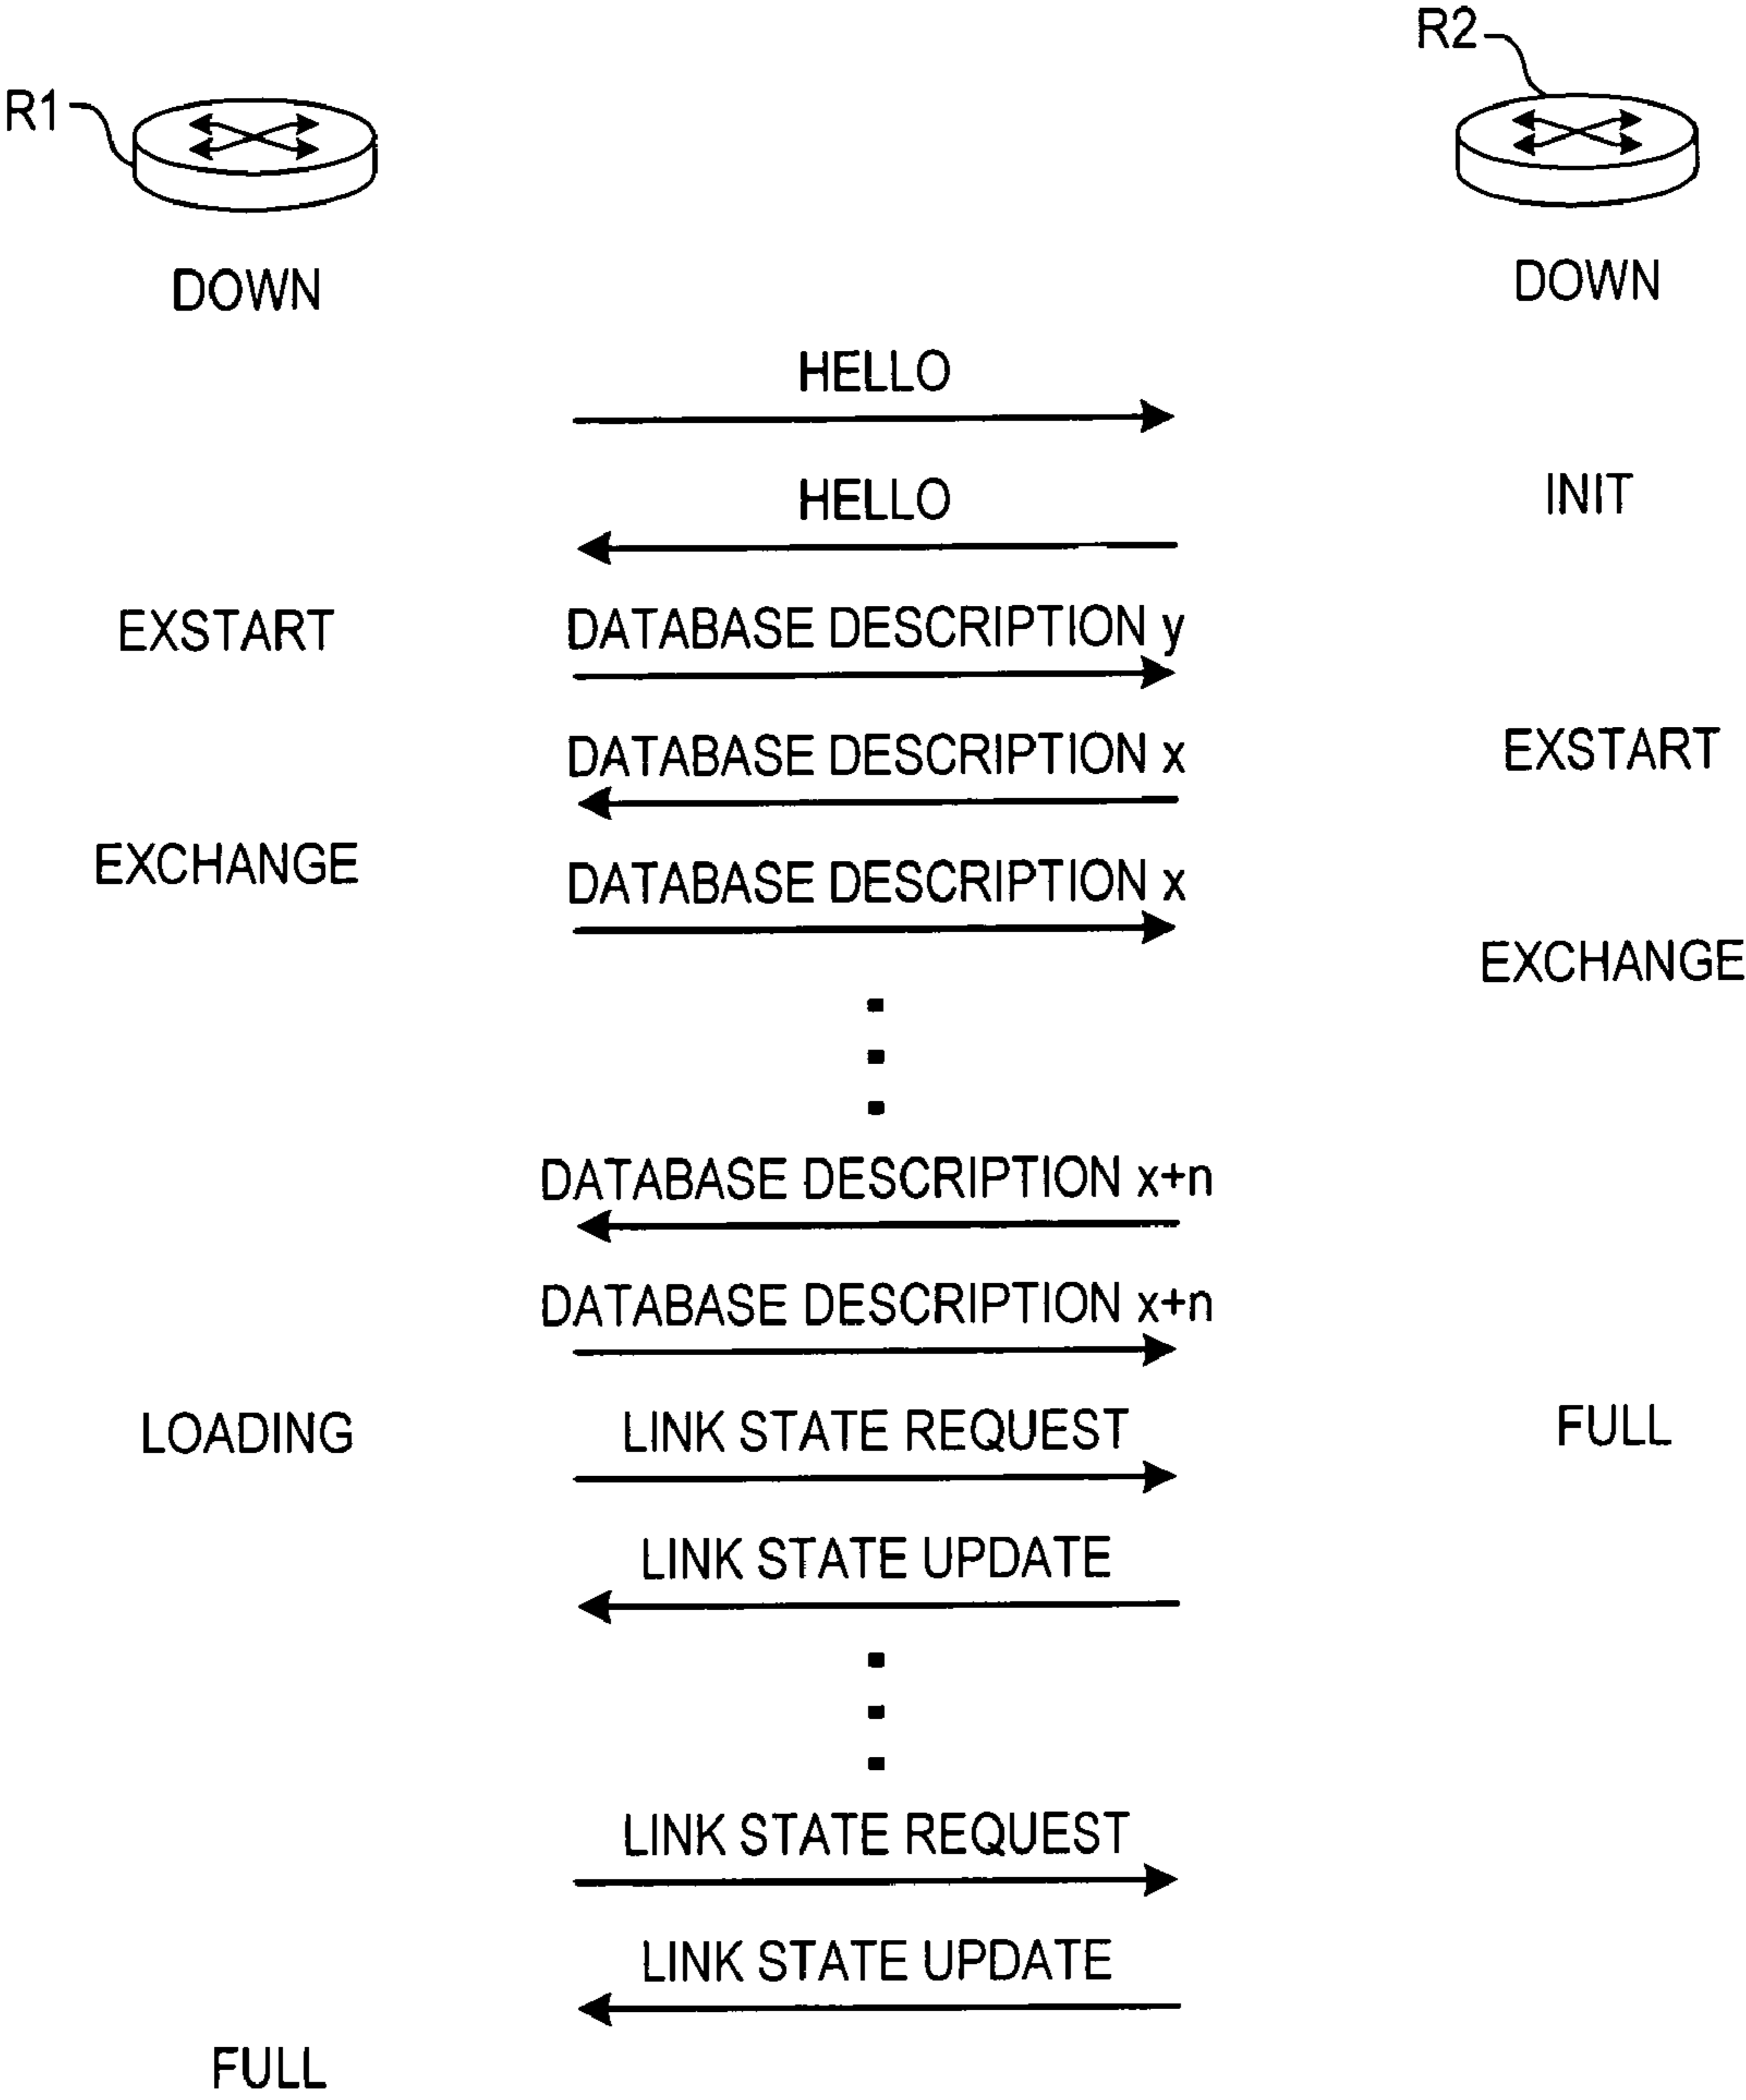 R2
R1
DOWN
DOWN
HELLO
HELLO
INIT
EXSTART
DATABASE DESCRIPTION y
DATABASE DESCRIPTION x
EXSTART
EXCHANGE
DATABASE DESCRIPTION x
EXCHANGE
DATABASE DESCRIPTION x+n
DATABASE DESCRIPTION x+n
LOADING
LINK STATE REQUEST
FULL
LINK STATE UPDATE
LINK STATE REQUEST
LINK STATE UPDATE
FULL